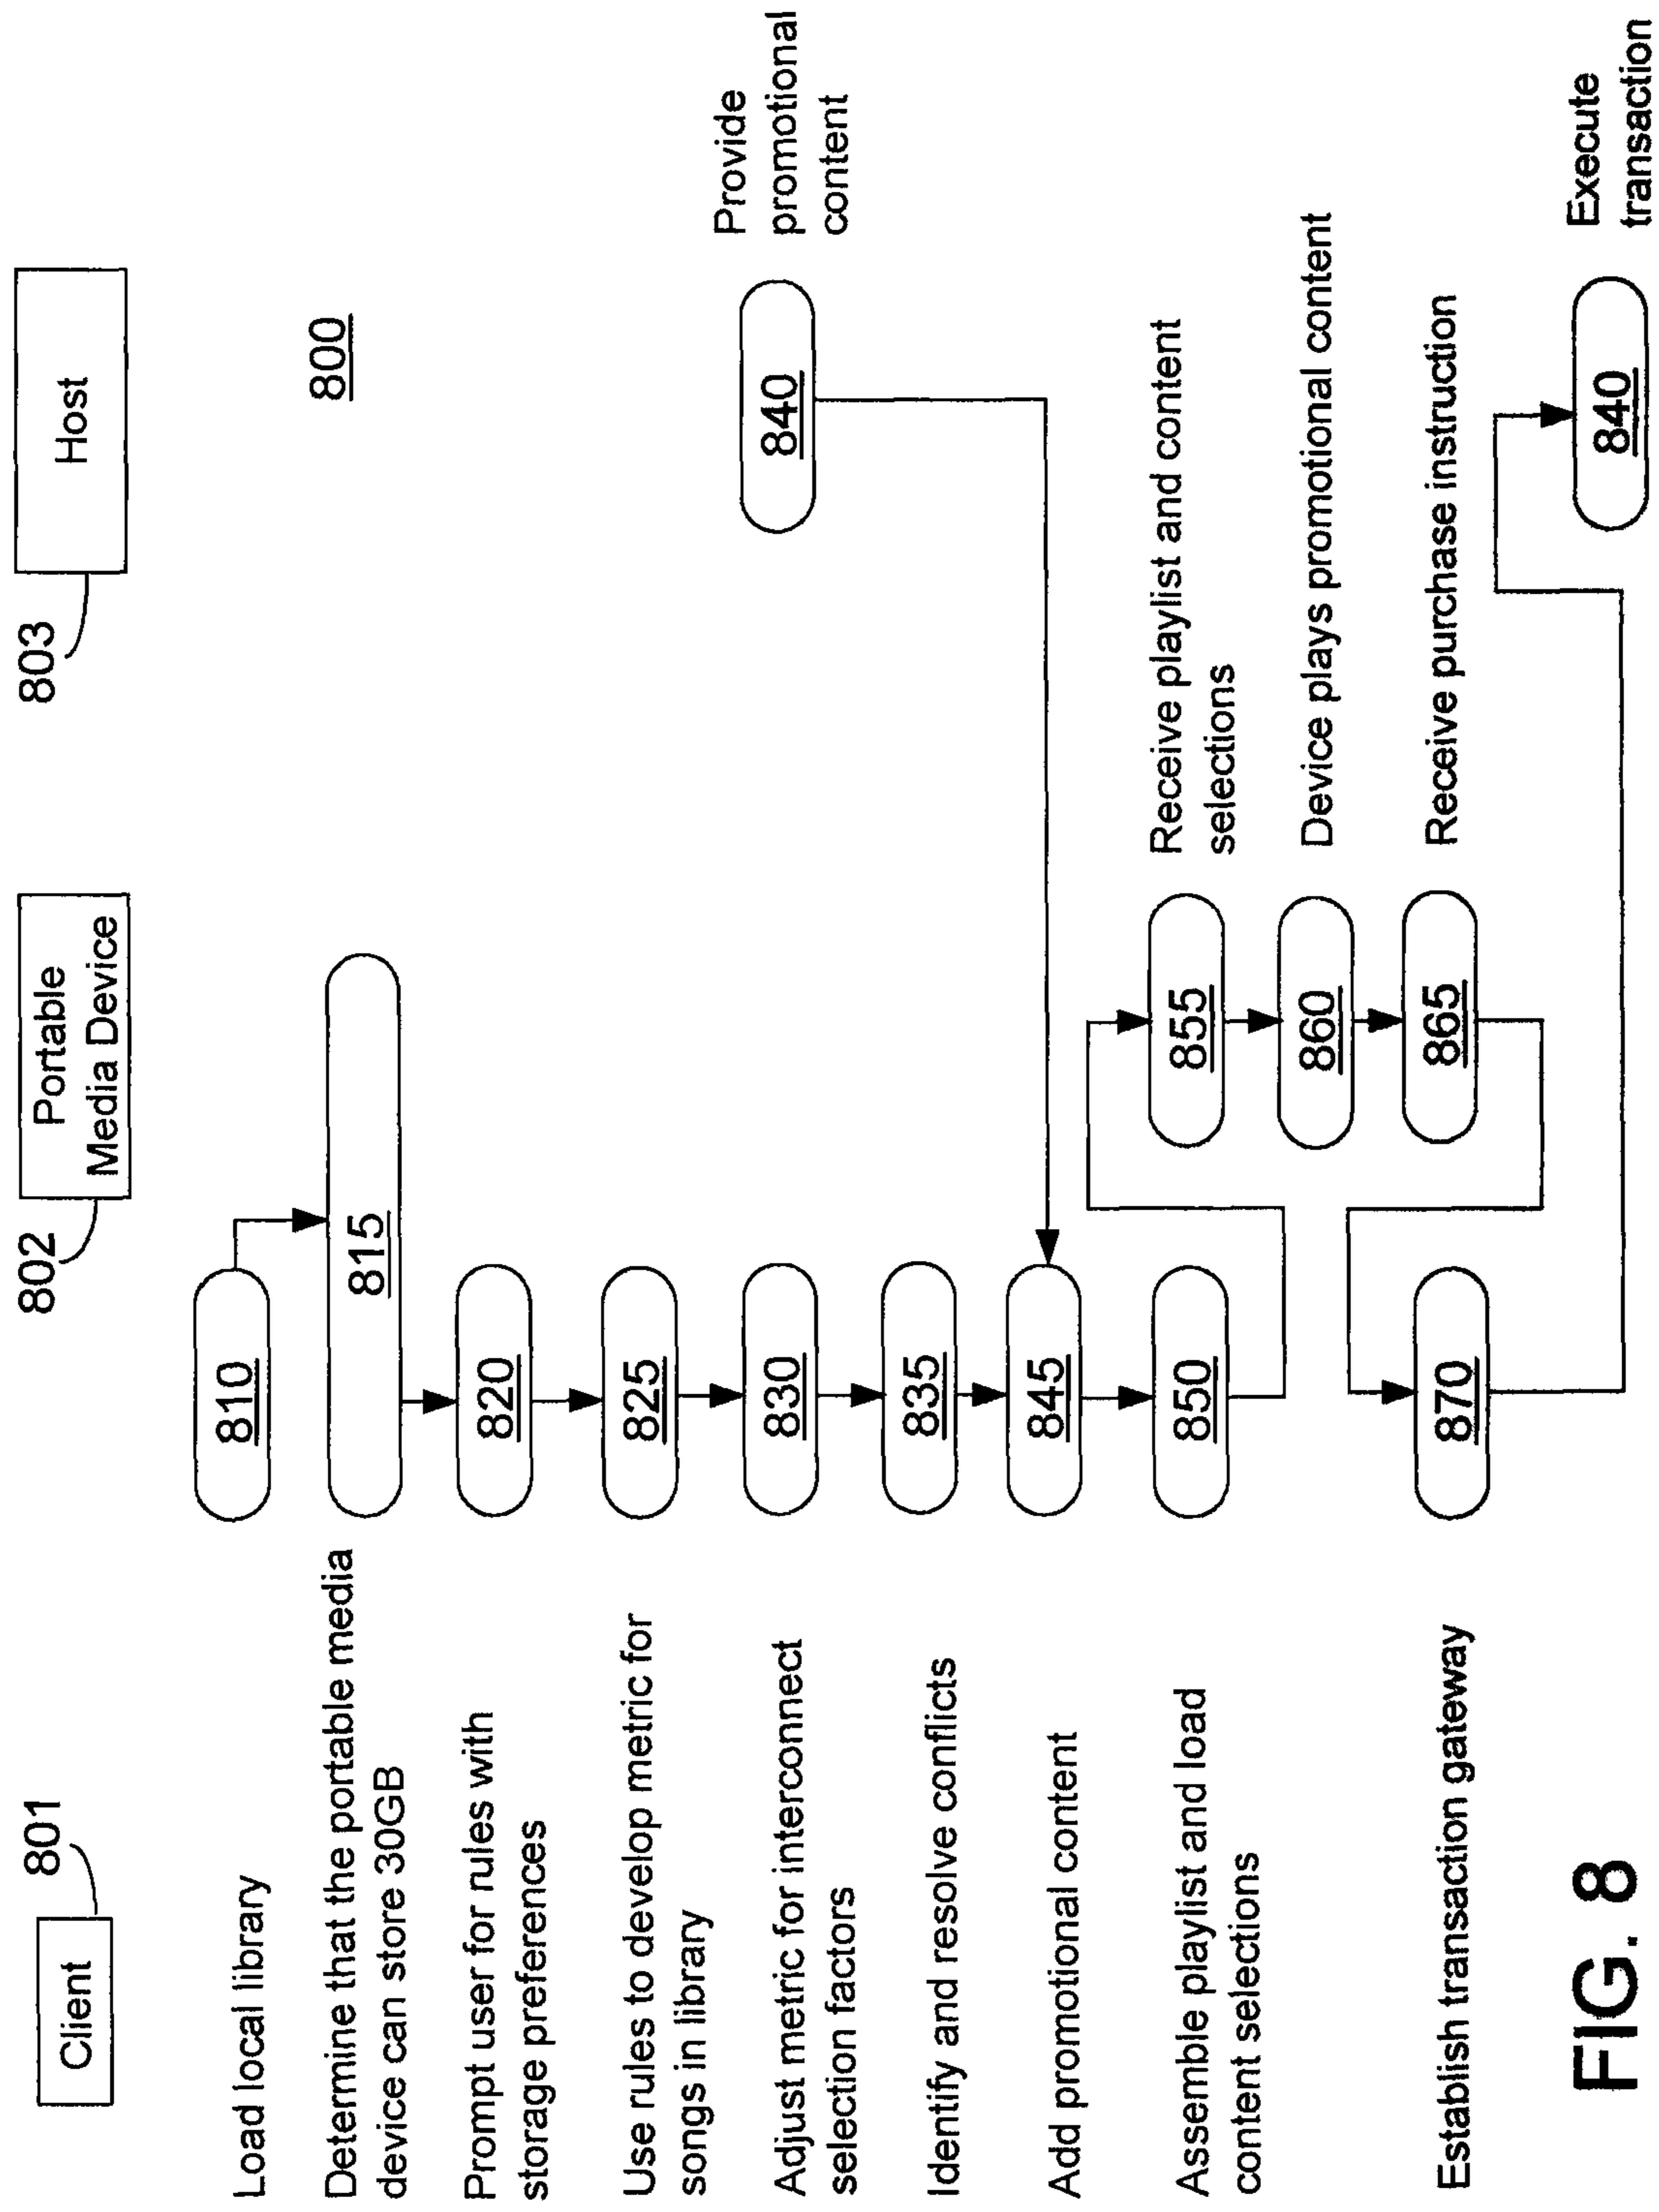 Client
801
Portable
Media Device
802
Host
803
800
Load local library
810
Determine that the portable media
device can store 30GB
815
Prompt user for rules with
storage preferences
820
Use rules to develop metric for
songs in library
825
Adjust metric for interconnect
selection factors
830
840
Provide
promotional
content
Identify and resolve conflicts
835
Add promotional content
845
Assemble playlist and load
content selections
850
855
Receive playlist and content
selections
860
Device plays promotional content
865
Receive purchase instruction
Establish transaction gateway
870
840
Execute
transaction
FIG. 8